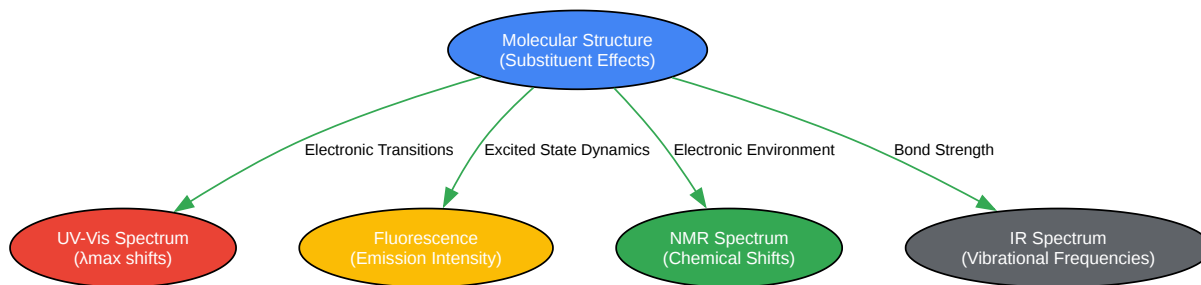 Molecular Structure
(Substituent Effects)
Electronic Transitions
Excited State Dynamics
Electronic Environment
Bond Strength
UV-Vis Spectrum
(λmax shifts)
Fluorescence
(Emission Intensity)
NMR Spectrum
(Chemical Shifts)
IR Spectrum
(Vibrational Frequencies)